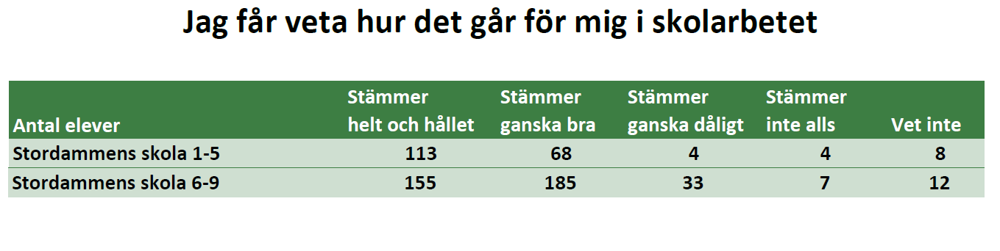 Jag får veta hur det går för mig i skolarbetet
Antal elever Stämmer helt och hållet Stämmer ganska bra Stämmer ganska dåligt Stämmer inte alls Vet inte
Stordammens skola 1-5 113 68 4 4 8
Stordammens skola 6-9 155 185 33 7 12